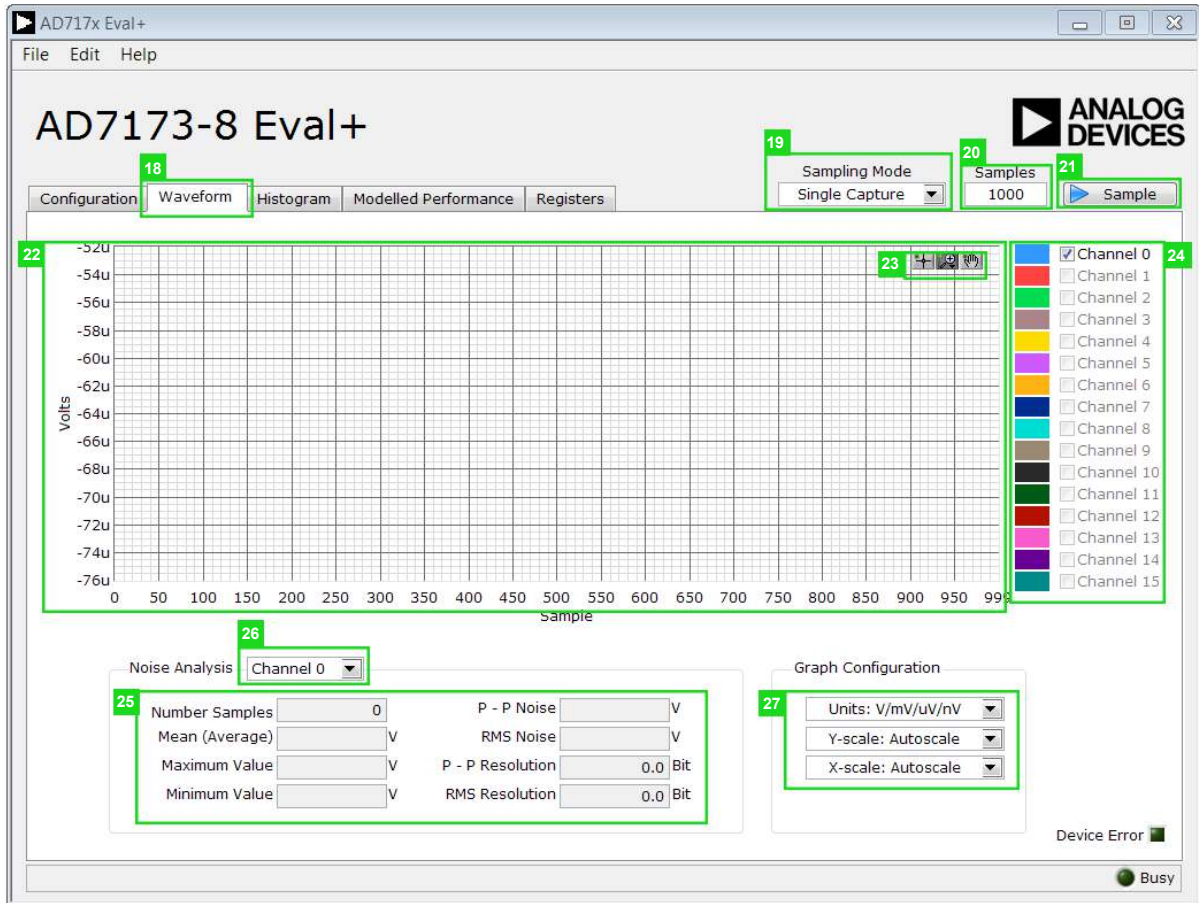 AD717x Eval+
File Edit Help
AD7173-8 Eval+
ANALOG
DEVICES
19
20
21
18
Sampling Mode
Samples
Configuration Waveform Histogram Modelled Performance Registers
Single Capture
1000
Sample
22
23
24
Volts
-52u
-54u
-56u
-58u
-60u
-62u
-64u
-66u
-68u
-70u
-72u
-74u
-76u
0 50 100 150 200 250 300 350 400 450 500 550 600 650 700 750 800 850 900 950 999
Sample
Channel 0
Channel 1
Channel 2
Channel 3
Channel 4
Channel 5
Channel 6
Channel 7
Channel 8
Channel 9
Channel 10
Channel 11
Channel 12
Channel 13
Channel 14
Channel 15
26
Noise Analysis Channel 0
25
Number Samples 0
Mean (Average) V
Maximum Value V
Minimum Value V
P - P Noise V
RMS Noise V
P - P Resolution 0.0 Bit
RMS Resolution 0.0 Bit
Graph Configuration
27
Units: V/mV/uV/nV
Y-scale: Autoscale
X-scale: Autoscale
Device Error
Busy